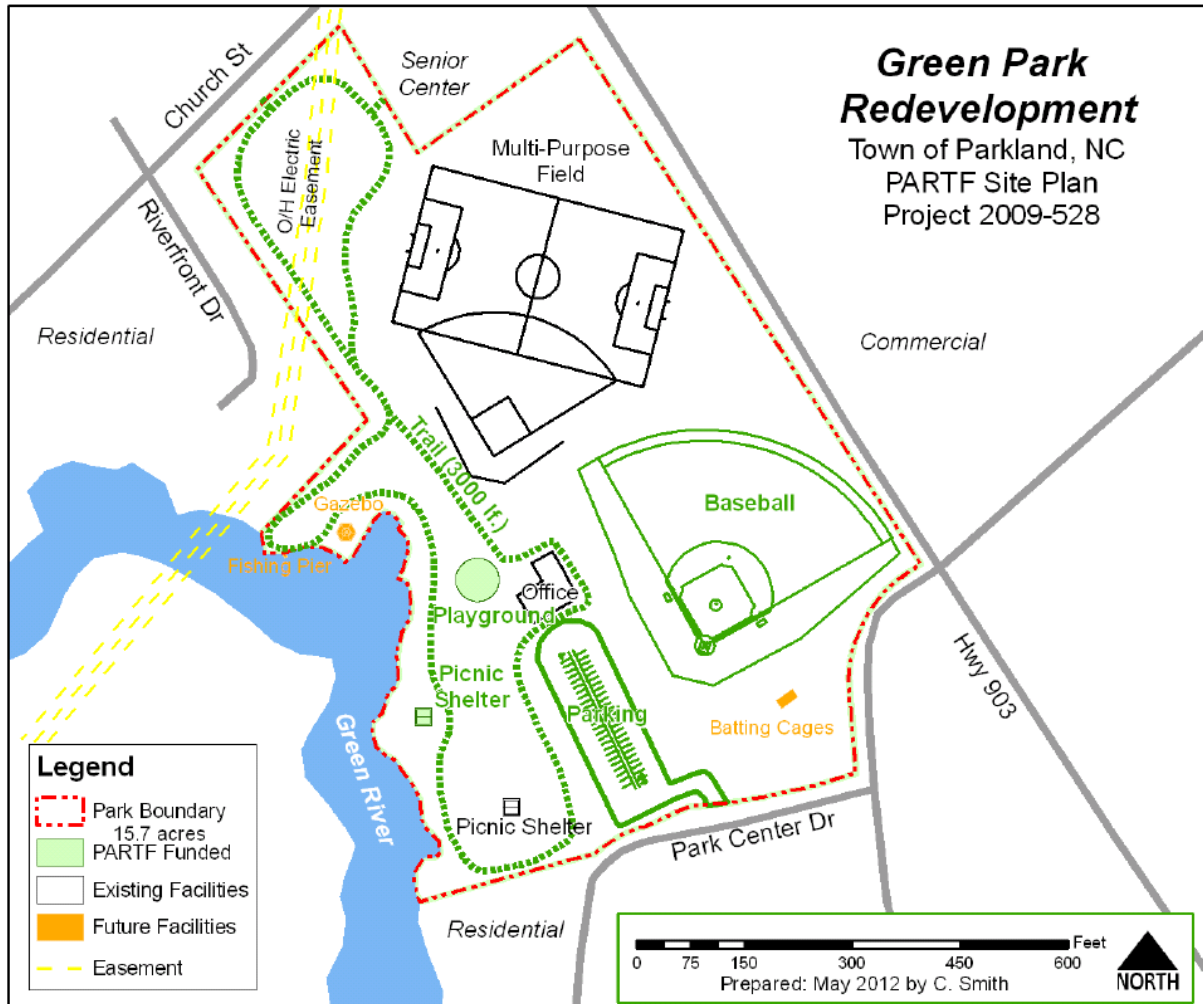 Green Park
Redevelopment
Town of Parkland, NC
PARTF Site Plan
Project 2009-528
Church St
Senior
Center
Multi-Purpose
Field
O/H Electric
Easement
Riverfront Dr
Residential
Commercial
Trail (3000 lf.)
Baseball
Gazebo
Fishing Pier
Office
Playground
Picnic
Shelter
Parking
Batting Cages
Hwy 903
Green River
Picnic Shelter
Park Center Dr
Residential
Legend
Park Boundary
15.7 acres
PARTF Funded
Existing Facilities
Future Facilities
Easement
Feet
0 75 150 300 450 600
Prepared: May 2012 by C. Smith
NORTH